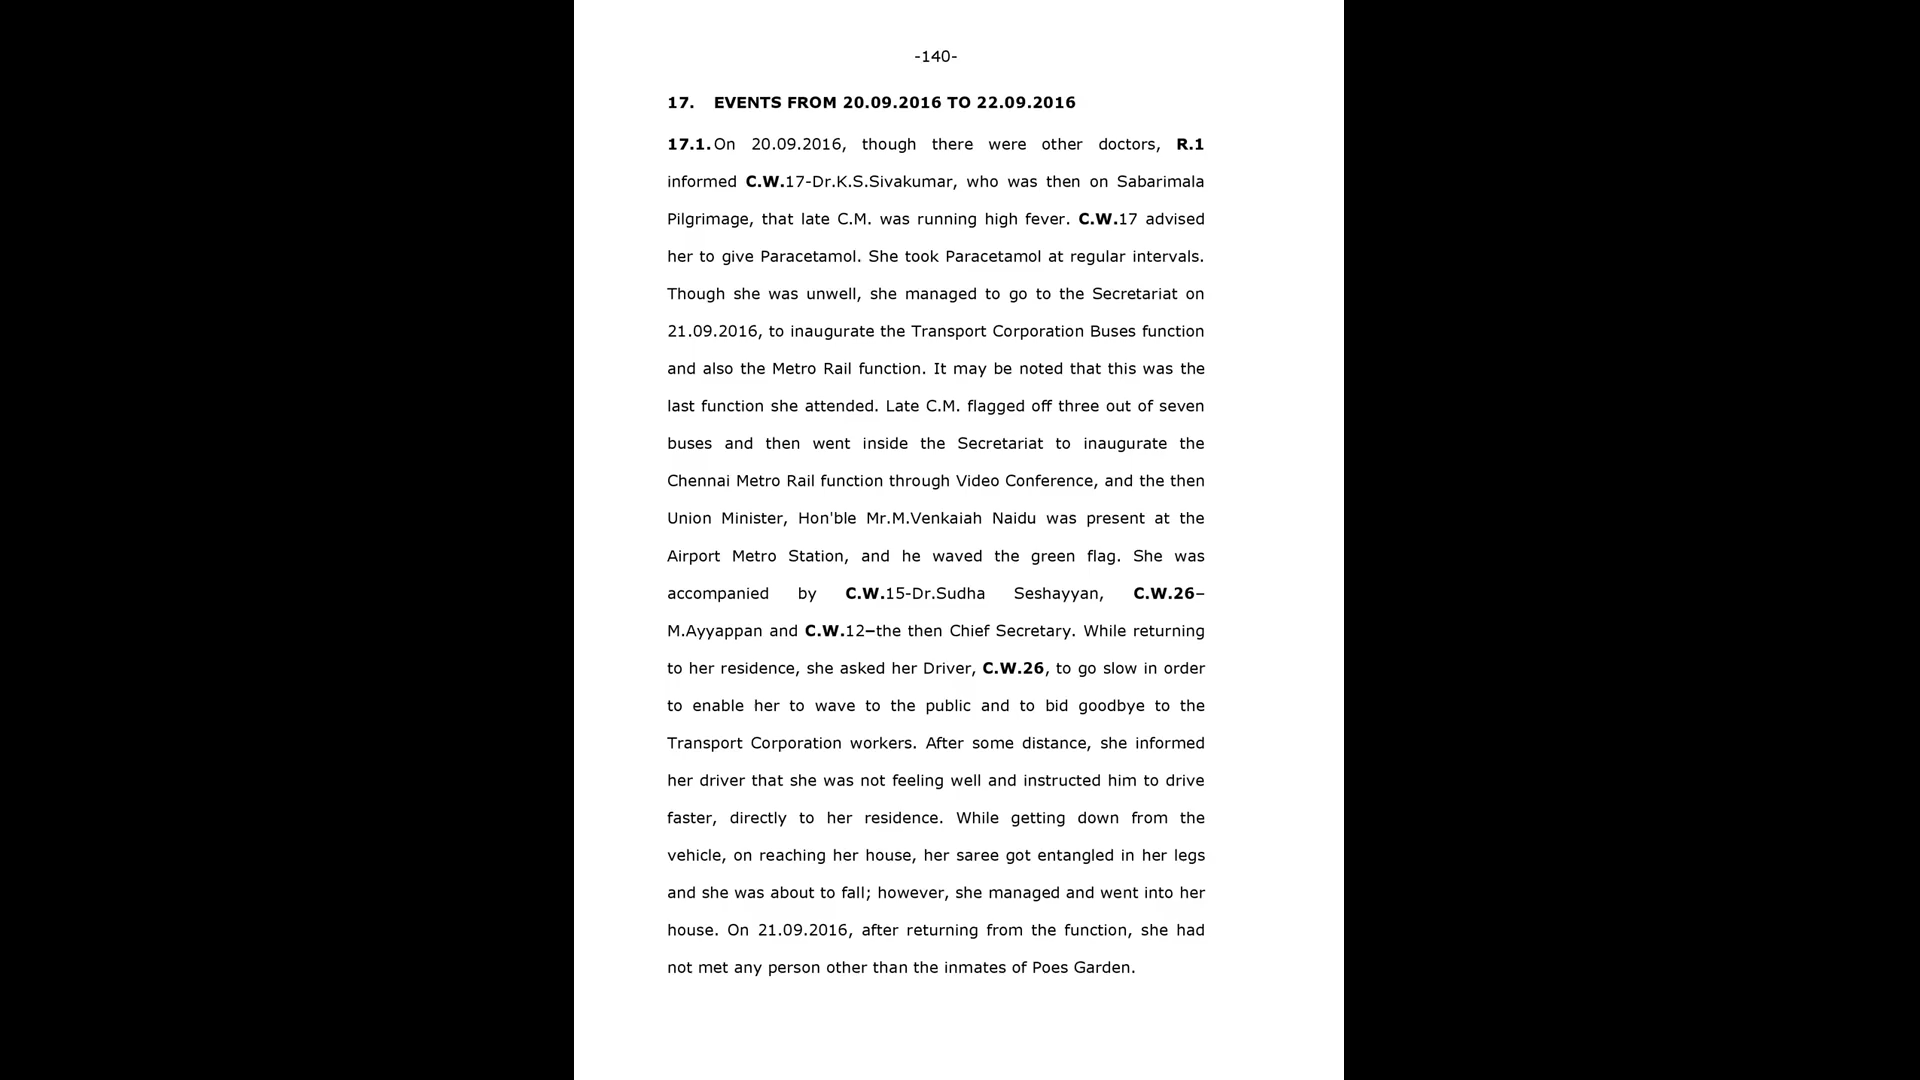 -140-
17. EVENTS FROM 20.09.2016 TO 22.09.2016
17.1. On 20.09.2016, though there were other doctors, R.1
informed C.W.17-Dr.K.S.Sivakumar, who was then on Sabarimala
Pilgrimage, that late C.M. was running high fever. C.W.17 advised
her to give Paracetamol. She took Paracetamol at regular intervals.
Though she was unwell, she managed to go to the Secretariat on
21.09.2016, to inaugurate the Transport Corporation Buses function
and also the Metro Rail function. It may be noted that this was the
last function she attended. Late C.M. flagged off three out of seven
buses and then went inside the Secretariat to inaugurate the
Chennai Metro Rail function through Video Conference, and the then
Union Minister, Hon'ble Mr.M.Venkaiah Naidu was present at the
Airport Metro Station, and he waved the green flag. She was
accompanied by C.W.15-Dr.Sudha Seshayyan, C.W.26–
M.Ayyappan and C.W.12–the then Chief Secretary. While returning
to her residence, she asked her Driver, C.W.26, to go slow in order
to enable her to wave to the public and to bid goodbye to the
Transport Corporation workers. After some distance, she informed
her driver that she was not feeling well and instructed him to drive
faster, directly to her residence. While getting down from the
vehicle, on reaching her house, her saree got entangled in her legs
and she was about to fall; however, she managed and went into her
house. On 21.09.2016, after returning from the function, she had
not met any person other than the inmates of Poes Garden.